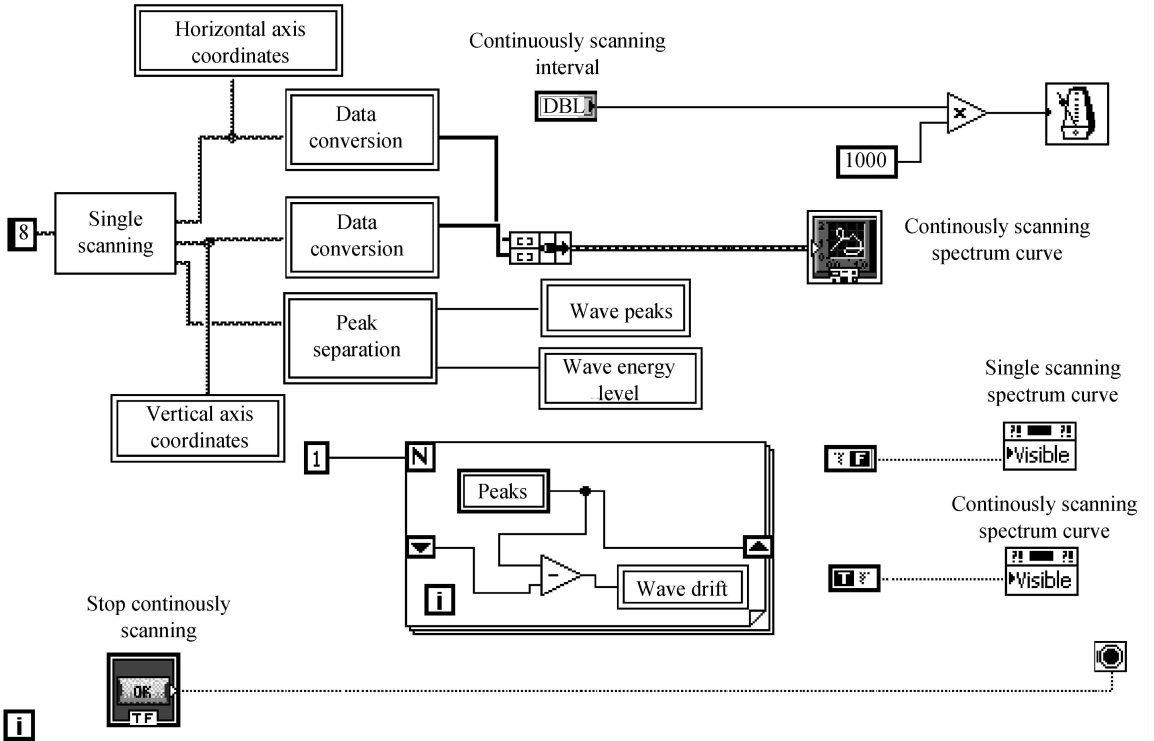 Horizontal axis
coordinates
Continuously scanning
interval
DBL
1000
Data
conversion
8
Single
scanning
Data
conversion
Continously scanning
spectrum curve
Peak
separation
Wave peaks
Wave energy
level
Vertical axis
coordinates
Single scanning
spectrum curve
?! ?!
Visible
F
1
N
Peaks
Wave drift
i
Continously scanning
spectrum curve
?! ?!
Visible
T
Stop continously
scanning
OK
TF
i